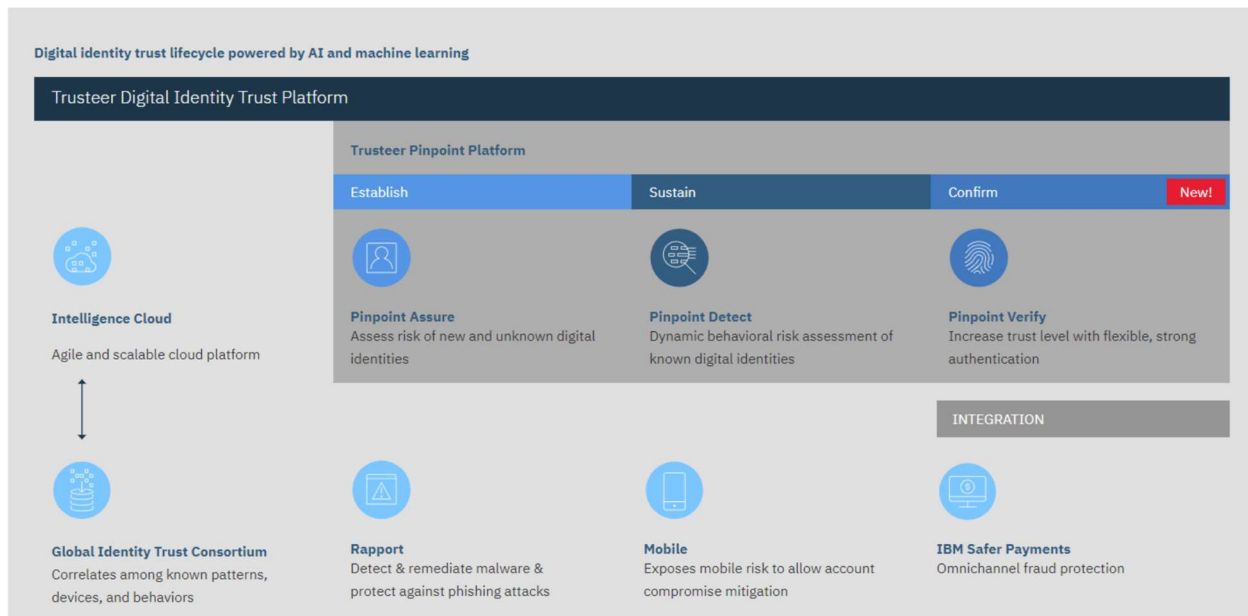 Digital identity trust lifecycle powered by AI and machine learning
Trusteer Digital Identity Trust Platform
Trusteer Pinpoint Platform
Establish
Sustain
Confirm
New!
Intelligence Cloud
Agile and scalable cloud platform
Pinpoint Assure
Assess risk of new and unknown digital
identities
Pinpoint Detect
Dynamic behavioral risk assessment of
known digital identities
Pinpoint Verify
Increase trust level with flexible, strong
authentication
INTEGRATION
Global Identity Trust Consortium
Correlates among known patterns,
devices, and behaviors
Rapport
Detect & remediate malware &
protect against phishing attacks
Mobile
Exposes mobile risk to allow account
compromise mitigation
IBM Safer Payments
Omnichannel fraud protection